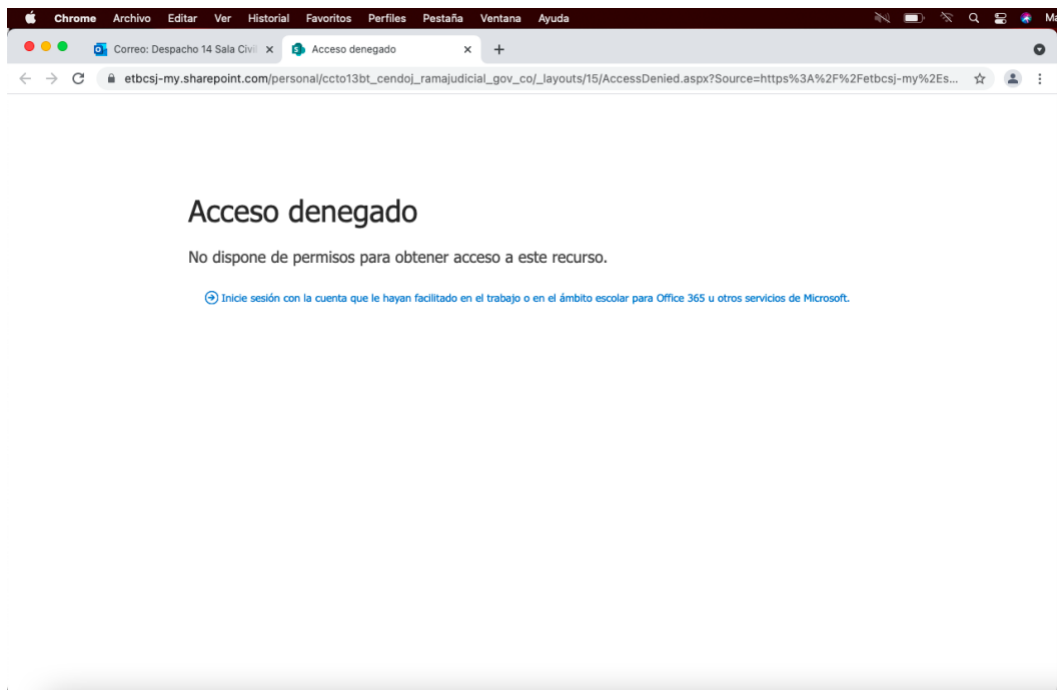 Chrome Archivo Editar Ver Historial Favoritos Perfiles Pestaña Ventana Ayuda
Correo: Despacho 14 Sala Civil Acceso denegado
etbcsj-my.sharepoint.com/personal/ccto13bt_cendoj_ramajudicial_gov_co/_layouts/15/AccessDenied.aspx?Source=https%3A%2F%2Fetbcsj-my%2Es...
Acceso denegado
No dispone de permisos para obtener acceso a este recurso.
Inicie sesión con la cuenta que le hayan facilitado en el trabajo o en el ámbito escolar para Office 365 u otros servicios de Microsoft.